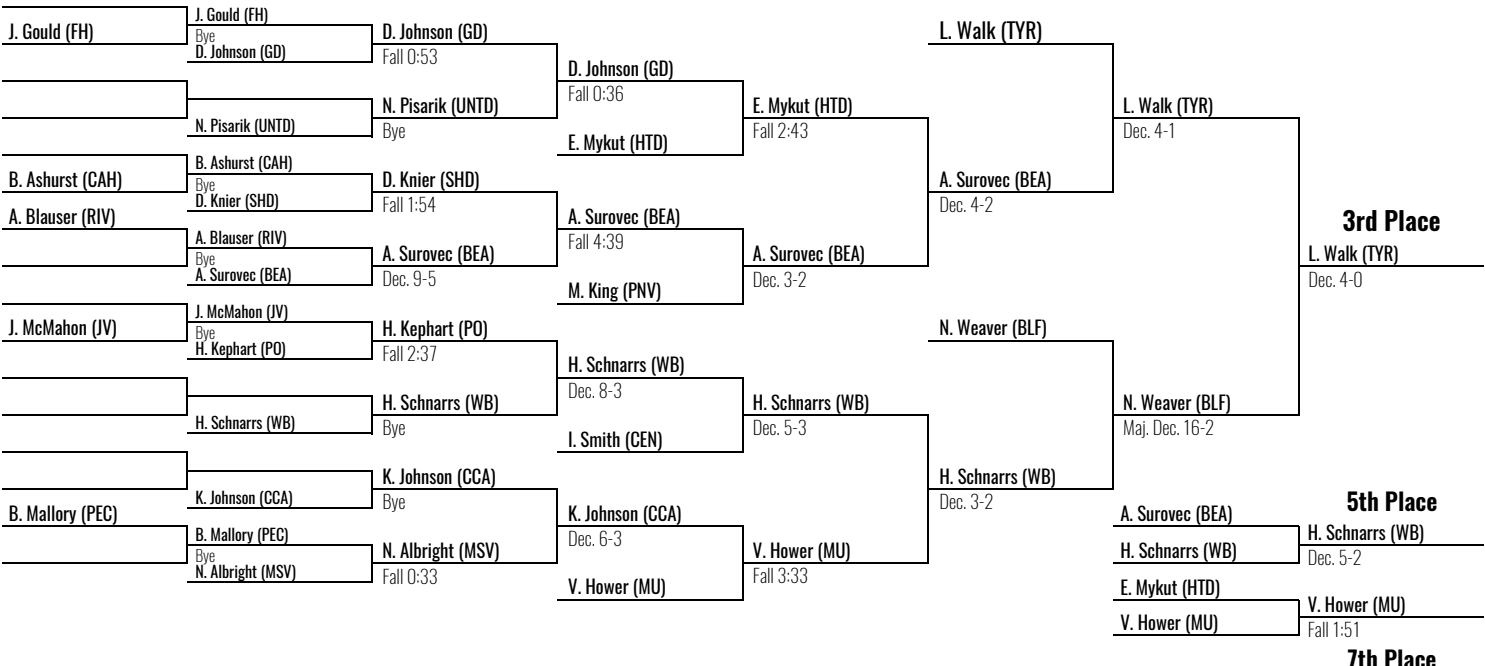 J. Gould (FH)
B. Ashurst (CAH)
A. Blauser (RIV)
J. McMahon (JV)
B. Mallory (PEC)
J. Gould (FH)
Bye
D. Johnson (GD)
N. Pisarik (UNTD)
B. Ashurst (CAH)
Bye
D. Knier (SHD)
A. Blauser (RIV)
Bye
A. Surovec (BEA)
J. McMahon (JV)
Bye
H. Kephart (PO)
H. Schnarrs (WB)
K. Johnson (CCA)
B. Mallory (PEC)
Bye
N. Albright (MSV)
D. Johnson (GD)
Fall 0:53
N. Pisarik (UNTD)
Bye
D. Knier (SHD)
Fall 1:54
A. Surovec (BEA)
Dec. 9-5
H. Kephart (PO)
Fall 2:37
H. Schnarrs (WB)
Bye
K. Johnson (CCA)
Bye
N. Albright (MSV)
Fall 0:33
D. Johnson (GD)
Fall 0:36
E. Mykut (HTD)
A. Surovec (BEA)
Fall 4:39
M. King (PNV)
H. Schnarrs (WB)
Dec. 8-3
I. Smith (CEN)
K. Johnson (CCA)
Dec. 6-3
V. Hower (MU)
E. Mykut (HTD)
Fall 2:43
A. Surovec (BEA)
Dec. 3-2
H. Schnarrs (WB)
Dec. 5-3
V. Hower (MU)
Fall 3:33
L. Walk (TYR)
A. Surovec (BEA)
Dec. 4-2
N. Weaver (BLF)
H. Schnarrs (WB)
Dec. 3-2
L. Walk (TYR)
Dec. 4-1
N. Weaver (BLF)
Maj. Dec. 16-2
3rd Place
L. Walk (TYR)
Dec. 4-0
A. Surovec (BEA)
H. Schnarrs (WB)
5th Place
H. Schnarrs (WB)
Dec. 5-2
E. Mykut (HTD)
V. Hower (MU)
V. Hower (MU)
Fall 1:51
7th Place